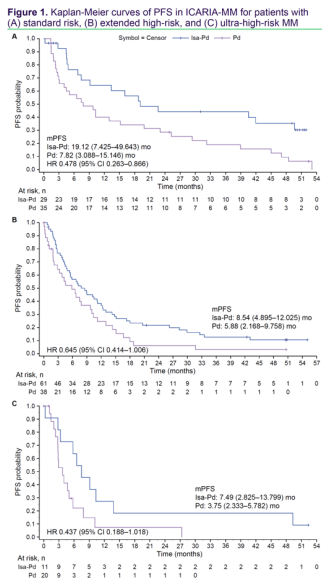 Figure 1. Kaplan-Meier curves of PFS in ICARIA-MM for patients with
(A) standard risk, (B) extended high-risk, and (C) ultra-high-risk MM
A
Symbol = Censor
Isa-Pd
Pd
PFS probability
1.0
0.9
0.8
0.7
0.6
0.5
0.4
0.3
0.2
0.1
0
mPFS
Isa-Pd: 19.12 (7.425–49.643) mo
Pd: 7.82 (3.088–15.146) mo
HR 0.478 (95% CI 0.263–0.866)
0 3 6 9 12 15 18 21 24 27 30 33 36 39 42 45 48 51 54
Time (months)
At risk, n
Isa-Pd 29 23 19 17 16 15 14 12 11 11 11 10 10 10 8 8 8 3 0
Pd 35 24 20 17 14 13 12 11 10 8 7 6 6 5 5 5 3 2 0
B
PFS probability
1.0
0.9
0.8
0.7
0.6
0.5
0.4
0.3
0.2
0.1
0
mPFS
Isa-Pd: 8.54 (4.895–12.025) mo
Pd: 5.88 (2.168–9.758) mo
HR 0.645 (95% CI 0.414–1.006)
0 3 6 9 12 15 18 21 24 27 30 33 36 39 42 45 48 51 54 57
Time (months)
At risk, n
Isa-Pd 61 46 34 28 23 17 15 13 12 11 9 8 7 7 7 5 5 1 1 0
Pd 38 21 16 12 8 6 3 2 2 2 2 1 1 1 1 1 1 0
C
PFS probability
1.0
0.9
0.8
0.7
0.6
0.5
0.4
0.3
0.2
0.1
0
mPFS
Isa-Pd: 7.49 (2.825–13.799) mo
Pd: 3.75 (2.333–5.782) mo
HR 0.437 (95% CI 0.188–1.018)
0 3 6 9 12 15 18 21 24 27 30 33 36 39 42 45 48 51 54
Time (months)
At risk, n
Isa-Pd 11 9 7 5 3 2 2 2 2 2 2 2 2 2 2 2 2 1 0
Pd 20 9 3 2 1 1 1 1 1 1 0